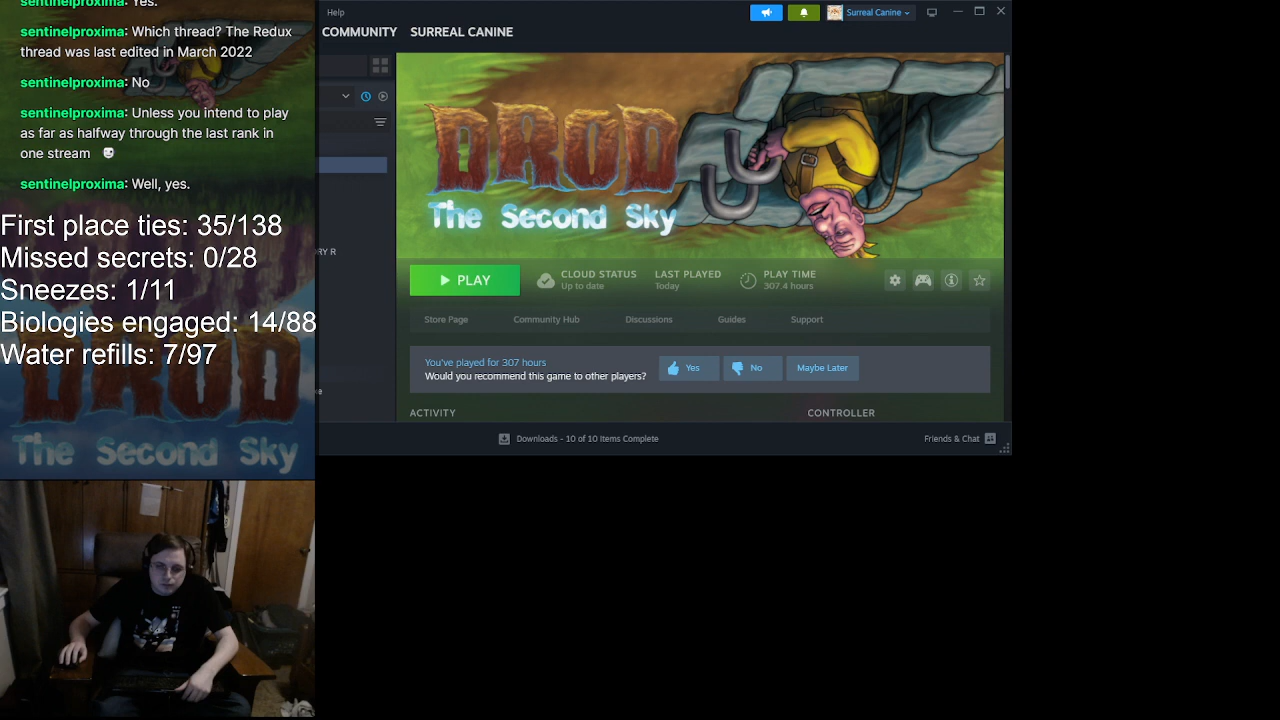 sentinelproxima: Yes.
sentinelproxima: Which thread? The Redux
thread was last edited in March 2022
sentinelproxima: No
sentinelproxima: Unless you intend to play
as far as halfway through the last rank in
one stream
sentinelproxima: Well, yes.
First place ties: 35/138
Missed secrets: 0/28
Sneezes: 1/11
Biologies engaged: 14/88
Water refills: 7/97
DROD
The Second Sky
Help
Surreal Canine
COMMUNITY SURREAL CANINE
RY R
DROD
The Second Sky
PLAY
CLOUD STATUS
Up to date
LAST PLAYED
Today
PLAY TIME
307.4 hours
Store Page
Community Hub
Discussions
Guides
Support
You've played for 307 hours
Would you recommend this game to other players?
Yes
No
Maybe Later
ACTIVITY
CONTROLLER
Downloads - 10 of 10 Items Complete
Friends & Chat